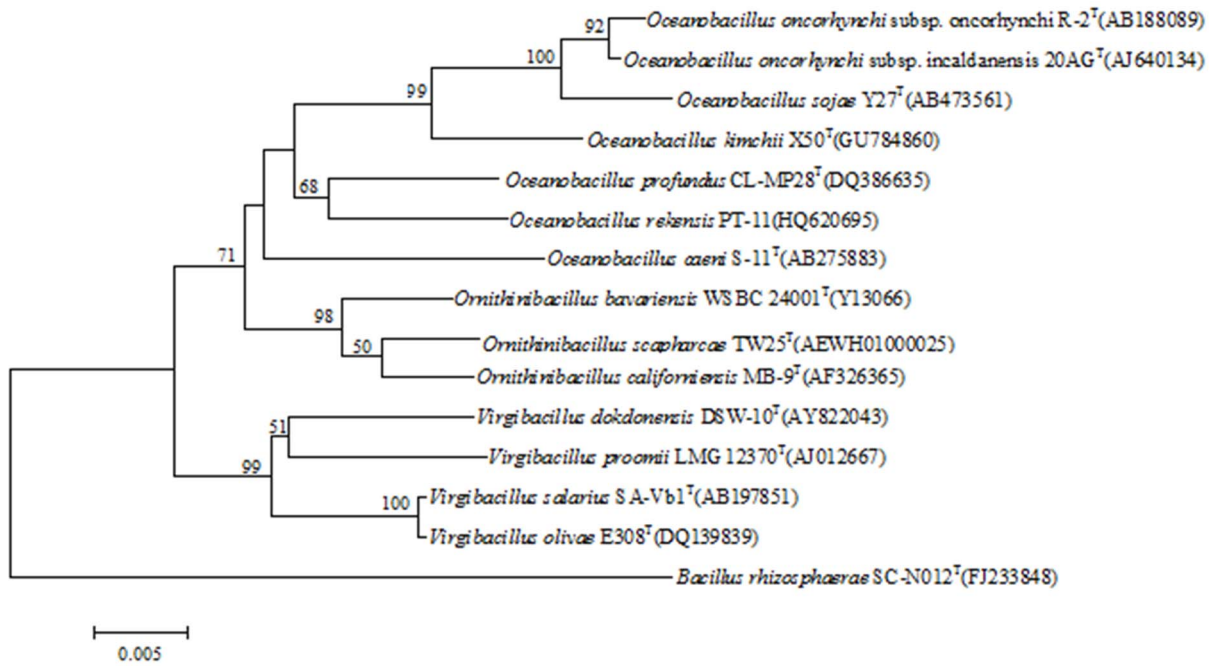 92
Oceanobacillus oncorhynchi subsp. oncorhynchi R-2ᵀ(AB188089)
Oceanobacillus oncorhynchi subsp. incaldanensis 20AGᵀ(AJ640134)
100
Oceanobacillus sojae Y27ᵀ(AB473561)
99
Oceanobacillus kimchii X50ᵀ(GU784860)
Oceanobacillus profundus CL-MP28ᵀ(DQ386635)
68
Oceanobacillus rekensis PT-11(HQ620695)
71
Oceanobacillus caeni S-11ᵀ(AB275883)
Ornithinibacillus bavariensis WSBC 24001ᵀ(Y13066)
98
Ornithinibacillus scapharcae TW25ᵀ(AEWH01000025)
50
Ornithinibacillus californiensis MB-9ᵀ(AF326365)
Virgibacillus dokdonensis DSW-10ᵀ(AY822043)
51
Virgibacillus proomii LMG 12370ᵀ(AJ012667)
99
Virgibacillus salarius SA-Vb1ᵀ(AB197851)
100
Virgibacillus olivae E308ᵀ(DQ139839)
Bacillus rhizosphaerae SC-N012ᵀ(FJ233848)
0.005